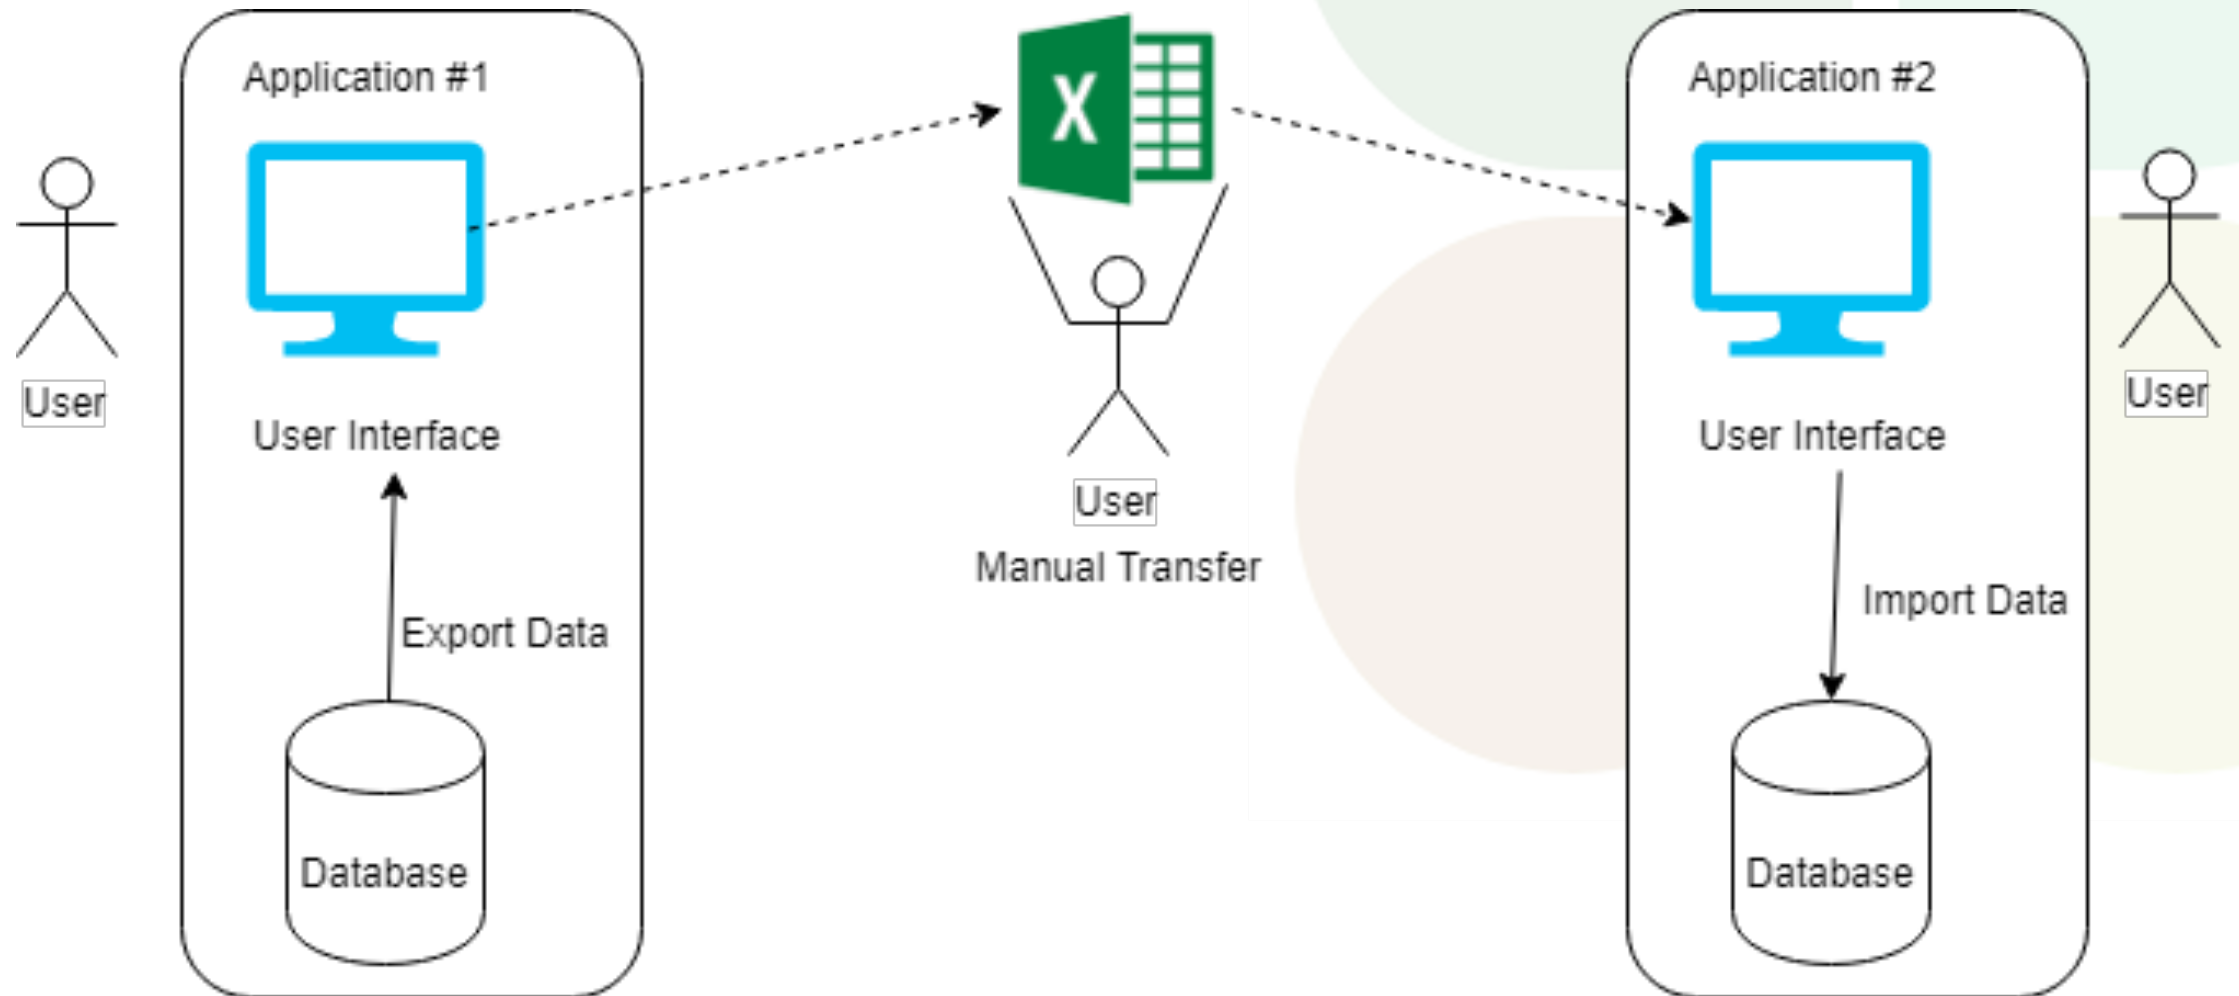 Application #1
User
User Interface
Export Data
Database
X
User
Manual Transfer
Application #2
User
User Interface
Import Data
Database